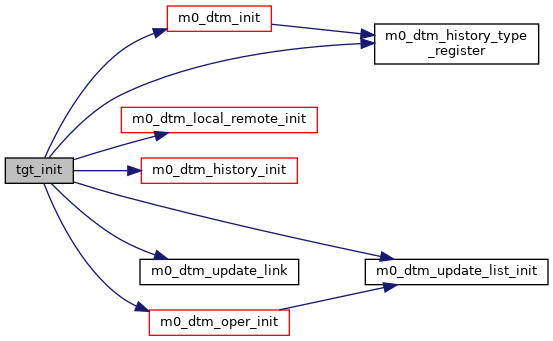 m0_dtm_init
m0_dtm_history_type
_register
m0_dtm_local_remote_init
tgt_init
m0_dtm_history_init
m0_dtm_update_link
m0_dtm_update_list_init
m0_dtm_oper_init